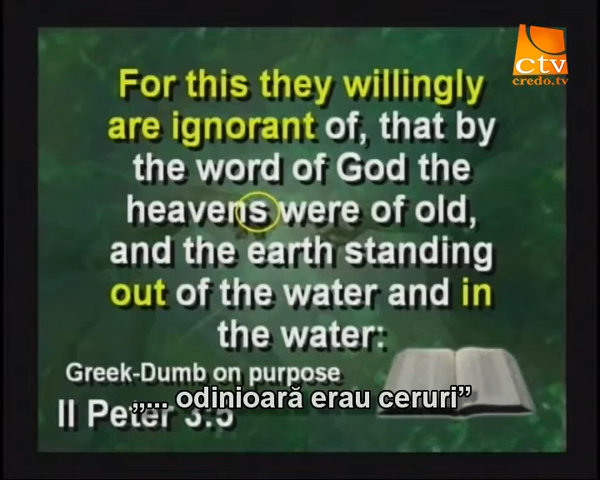 ctv
credo.tv
For this they willingly
are ignorant of, that by
the word of God the
heavens were of old,
and the earth standing
out of the water and in
the water:
Greek-Dumb on purpose
„... odinioară erau ceruri”
II Peter 3:5